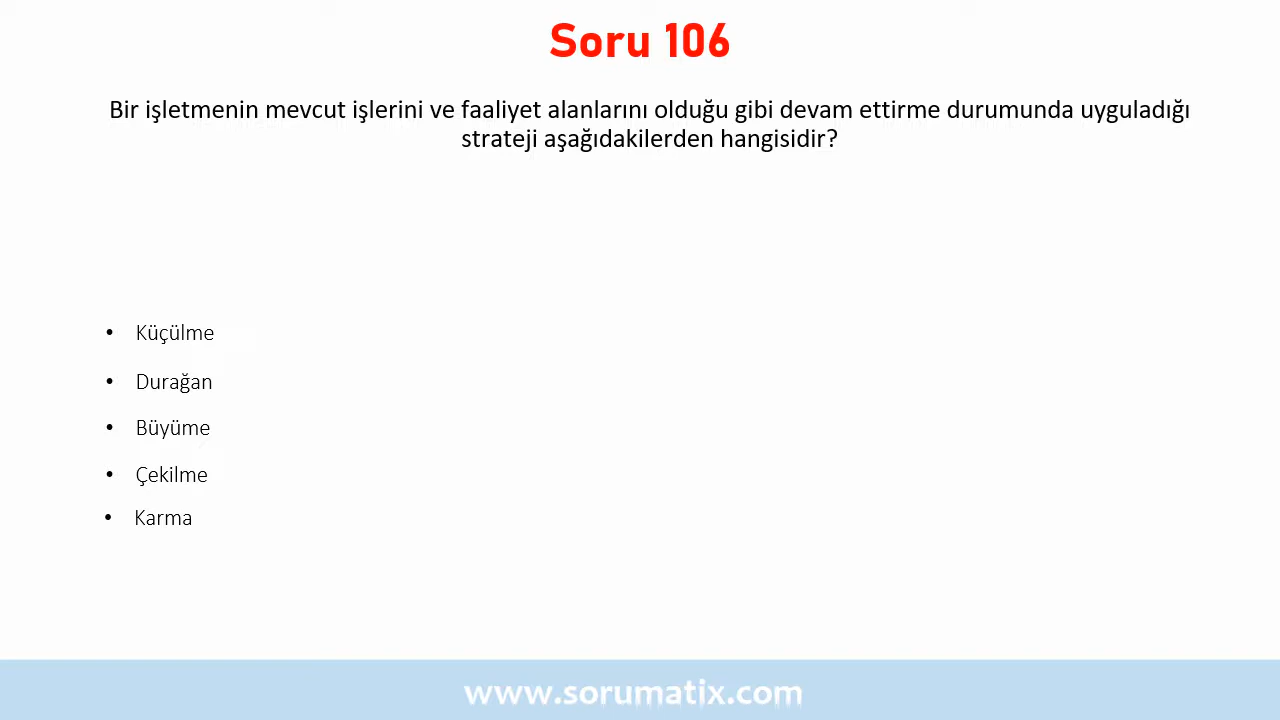 Soru 106
Bir işletmenin mevcut işlerini ve faaliyet alanlarını olduğu gibi devam ettirme durumunda uyguladığı
strateji aşağıdakilerden hangisidir?
• Küçülme
• Durağan
• Büyüme
• Çekilme
• Karma
www.sorumatix.com